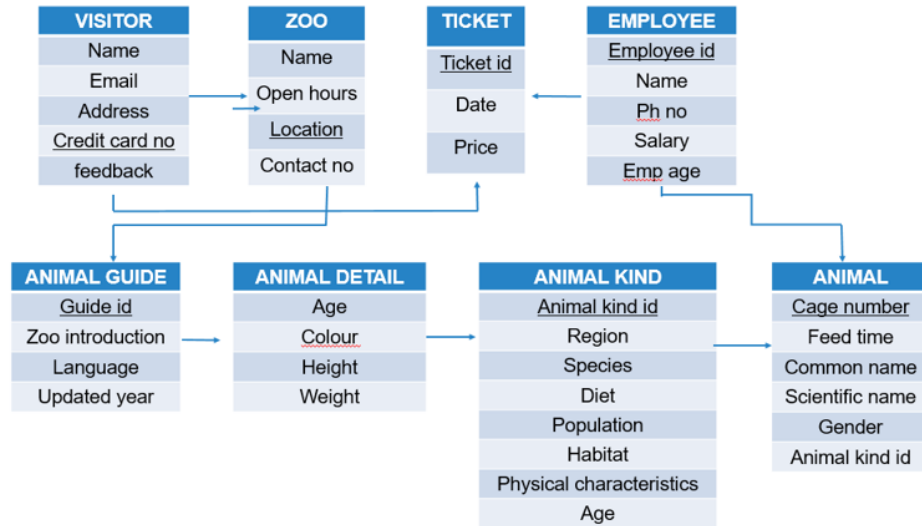 VISITOR
Name
Email
Address
Credit card no
feedback
ZOO
Name
Open hours
Location
Contact no
TICKET
Ticket id
Date
Price
EMPLOYEE
Employee id
Name
Ph no
Salary
Emp age
ANIMAL GUIDE
Guide id
Zoo introduction
Language
Updated year
ANIMAL DETAIL
Age
Colour
Height
Weight
ANIMAL KIND
Animal kind id
Region
Species
Diet
Population
Habitat
Physical characteristics
Age
ANIMAL
Cage number
Feed time
Common name
Scientific name
Gender
Animal kind id